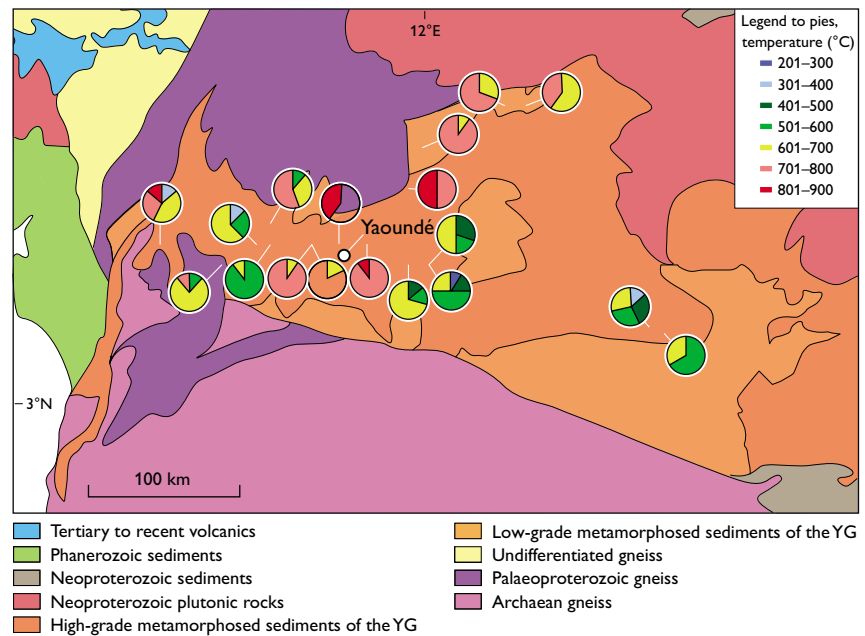 12°E
Legend to pies,
temperature (°C)
201–300
301–400
401–500
501–600
601–700
701–800
801–900
Yaoundé
3°N
100 km
Tertiary to recent volcanics
Phanerozoic sediments
Neoproterozoic sediments
Neoproterozoic plutonic rocks
High-grade metamorphosed sediments of the YG
Low-grade metamorphosed sediments of the YG
Undifferentiated gneiss
Palaeoproterozoic gneiss
Archaean gneiss